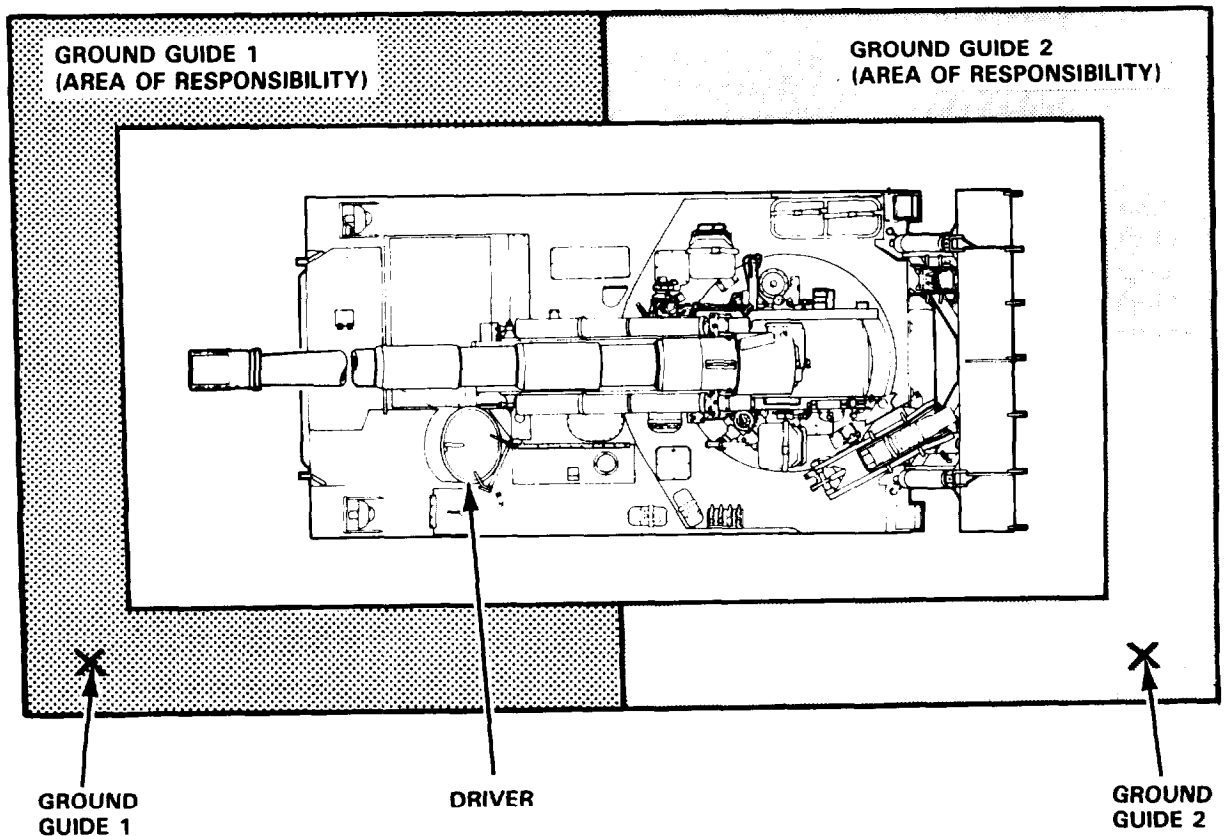 GROUND GUIDE 1
(AREA OF RESPONSIBILITY)
GROUND GUIDE 2
(AREA OF RESPONSIBILITY)
GROUND
GUIDE 1
DRIVER
GROUND
GUIDE 2